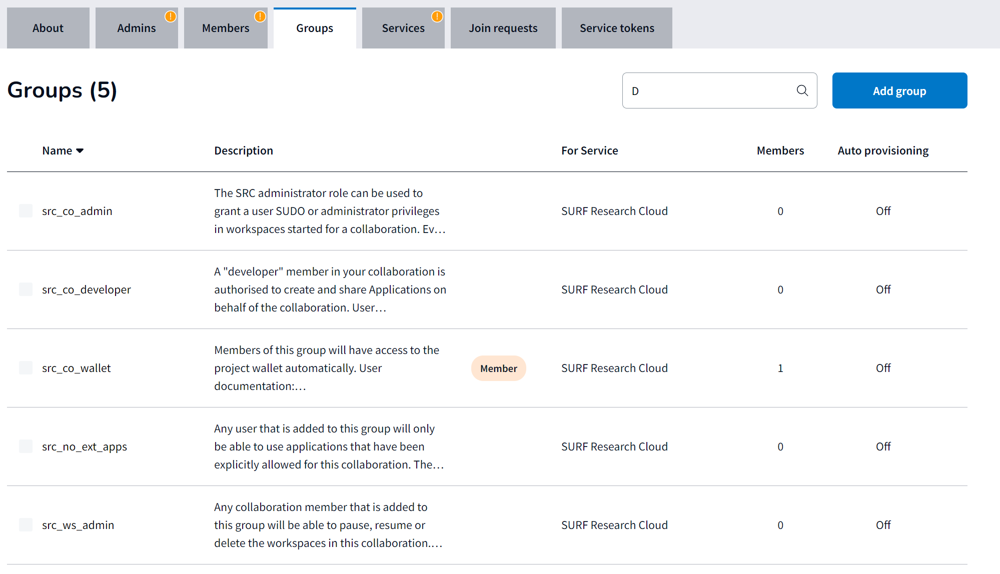 About
Admins
!
Members
!
Groups
Services
!
Join requests
Service tokens
Groups (5)
D
Add group
Name
Description
For Service
Members
Auto provisioning
src_co_admin
The SRC administrator role can be used to
grant a user SUDO or administrator privileges
in workspaces started for a collaboration. Ev…
SURF Research Cloud
0
Off
src_co_developer
A "developer" member in your collaboration is
authorised to create and share Applications on
behalf of the collaboration. User…
SURF Research Cloud
0
Off
src_co_wallet
Members of this group will have access to the
project wallet automatically. User
documentation:…
Member
SURF Research Cloud
1
Off
src_no_ext_apps
Any user that is added to this group will only
be able to use applications that have been
explicitly allowed for this collaboration. The…
SURF Research Cloud
0
Off
src_ws_admin
Any collaboration member that is added to
this group will be able to pause, resume or
delete the workspaces in this collaboration.…
SURF Research Cloud
0
Off